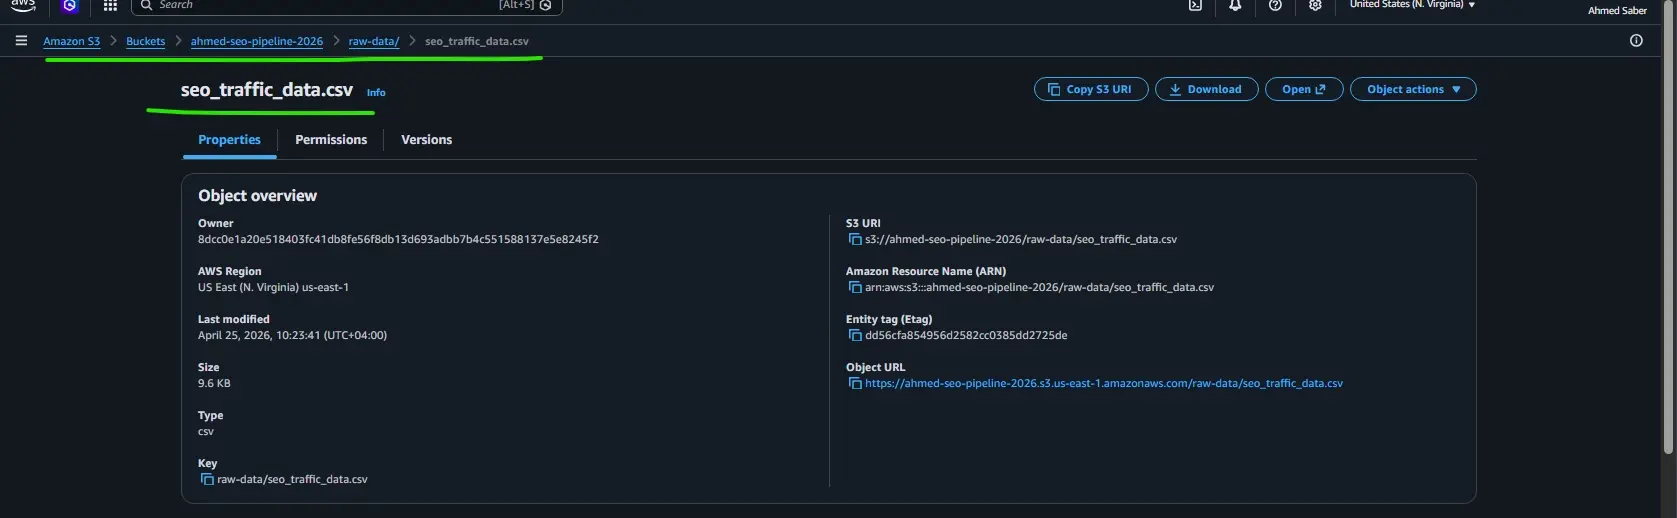 aws
Search
[Alt+S]
United States (N. Virginia)
Ahmed Saber
Amazon S3 > Buckets > ahmed-seo-pipeline-2026 > raw-data/ > seo_traffic_data.csv
seo_traffic_data.csv Info
Copy S3 URI
Download
Open
Object actions
Properties
Permissions
Versions
Object overview
Owner
8dcc0e1a20e518403fc41db8fe56f8db13d693adbb7b4c551588137e5e8245f2
AWS Region
US East (N. Virginia) us-east-1
Last modified
April 25, 2026, 10:23:41 (UTC+04:00)
Size
9.6 KB
Type
csv
Key
raw-data/seo_traffic_data.csv
S3 URI
s3://ahmed-seo-pipeline-2026/raw-data/seo_traffic_data.csv
Amazon Resource Name (ARN)
arn:aws:s3:::ahmed-seo-pipeline-2026/raw-data/seo_traffic_data.csv
Entity tag (Etag)
dd56cfa854956d2582cc0385dd2725de
Object URL
https://ahmed-seo-pipeline-2026.s3.us-east-1.amazonaws.com/raw-data/seo_traffic_data.csv